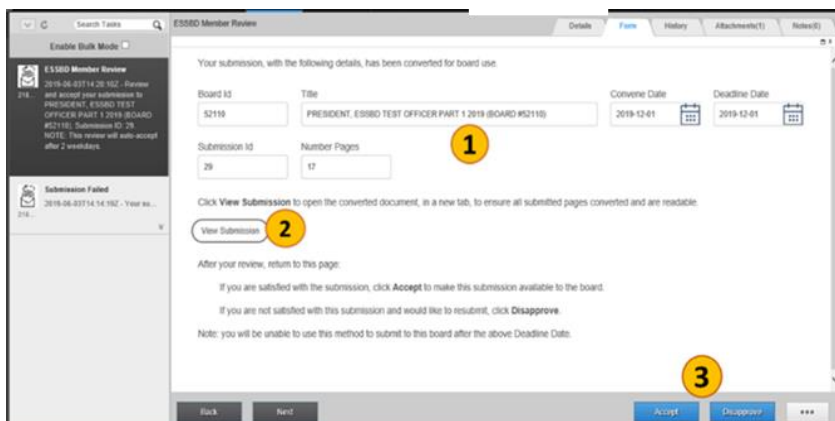 Search Tasks
ESSBD Member Review
Details
Form
History
Attachments(1)
Notes(0)
Enable Bulk Mode
ESSBD Member Review
2019-06-03T14:20:10Z - Review
and accept your submission to
PRESIDENT, ESSBD TEST
OFFICER PART 1 2019 (BOARD
#52110), Submission ID: 29.
NOTE: This review will auto-accept
after 2 weekdays.
Submission Failed
2019-06-03T14:14:19Z - Your su...
Your submission, with the following details, has been converted for board use.
Board Id
Title
Convene Date
Deadline Date
52110
PRESIDENT, ESSBD TEST OFFICER PART 1 2019 (BOARD #52110)
2019-12-01
2019-12-01
1
Submission Id
Number Pages
29
17
Click View Submission to open the converted document, in a new tab, to ensure all submitted pages converted and are readable.
View Submission
2
After your review, return to this page:
If you are satisfied with the submission, click Accept to make this submission available to the board.
If you are not satisfied with this submission and would like to resubmit, click Disapprove.
Note: you will be unable to use this method to submit to this board after the above Deadline Date.
3
Back
Next
Accept
Disapprove